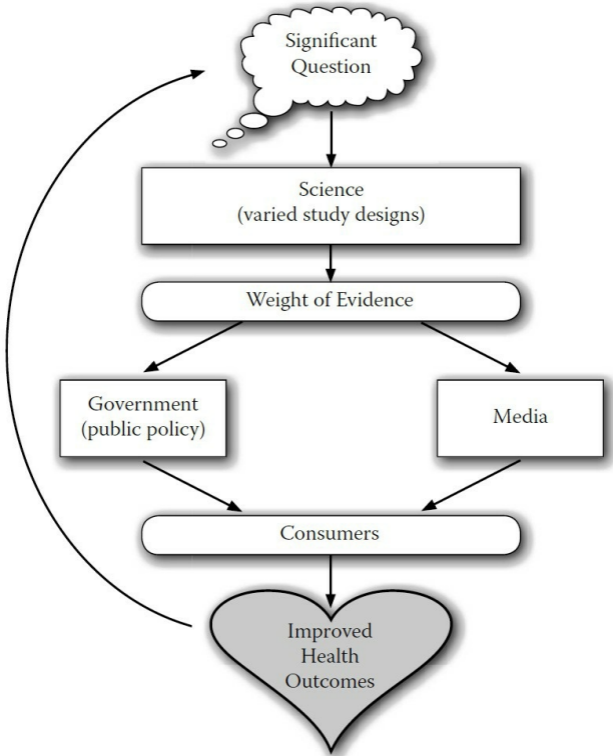 Significant
Question
Science
(varied study designs)
Weight of Evidence
Government
(public policy)
Media
Consumers
Improved
Health
Outcomes